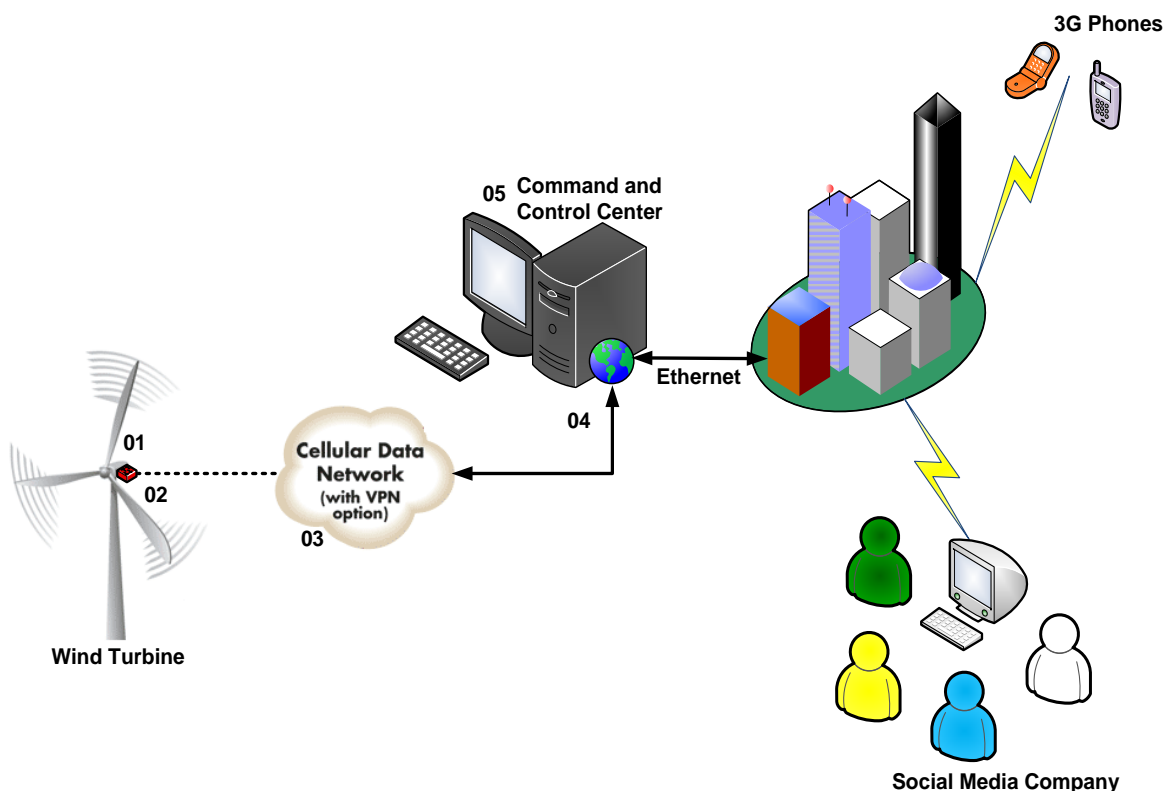 3G Phones
05
Command and
Control Center
Ethernet
04
01
02
Cellular Data
Network
(with VPN
option)
03
Wind Turbine
Social Media Company